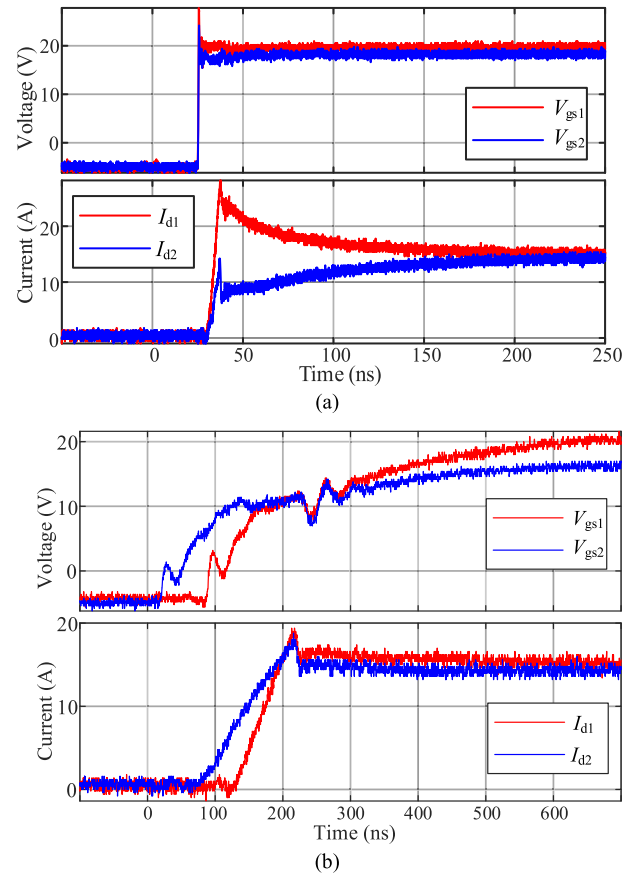 20
10
0
Voltage (V)
Vgs1
Vgs2
20
10
0
Current (A)
Id1
Id2
0 50 100 150 200 250
Time (ns)
(a)
20
10
0
Voltage (V)
Vgs1
Vgs2
20
10
0
Current (A)
Id1
Id2
0 100 200 300 400 500 600
Time (ns)
(b)